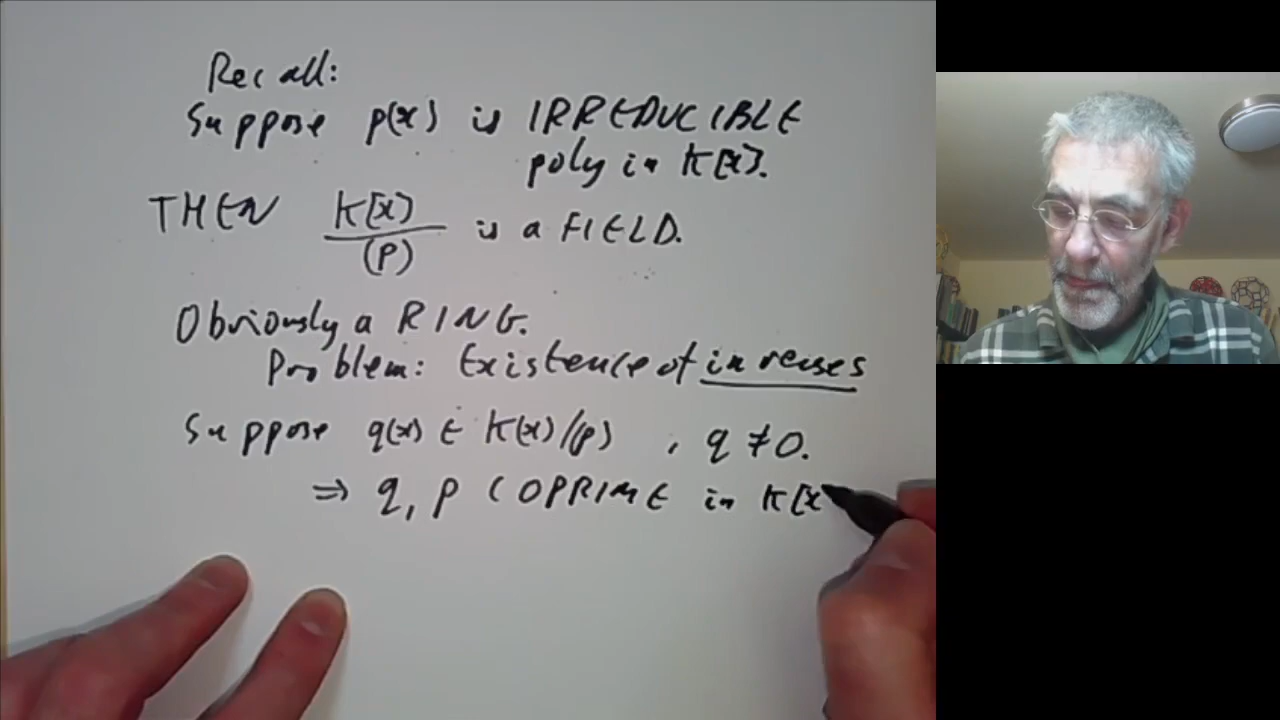 Recall:
Suppose p(x) is IRREDUCIBLE
poly in K[x].
THEN K[x]/(p) is a FIELD.
Obviously a RING.
Problem: Existence of inverses
Suppose q(x) ∈ K[x]/(p) , q ≠ 0.
⇒ q, p COPRIME in K[x